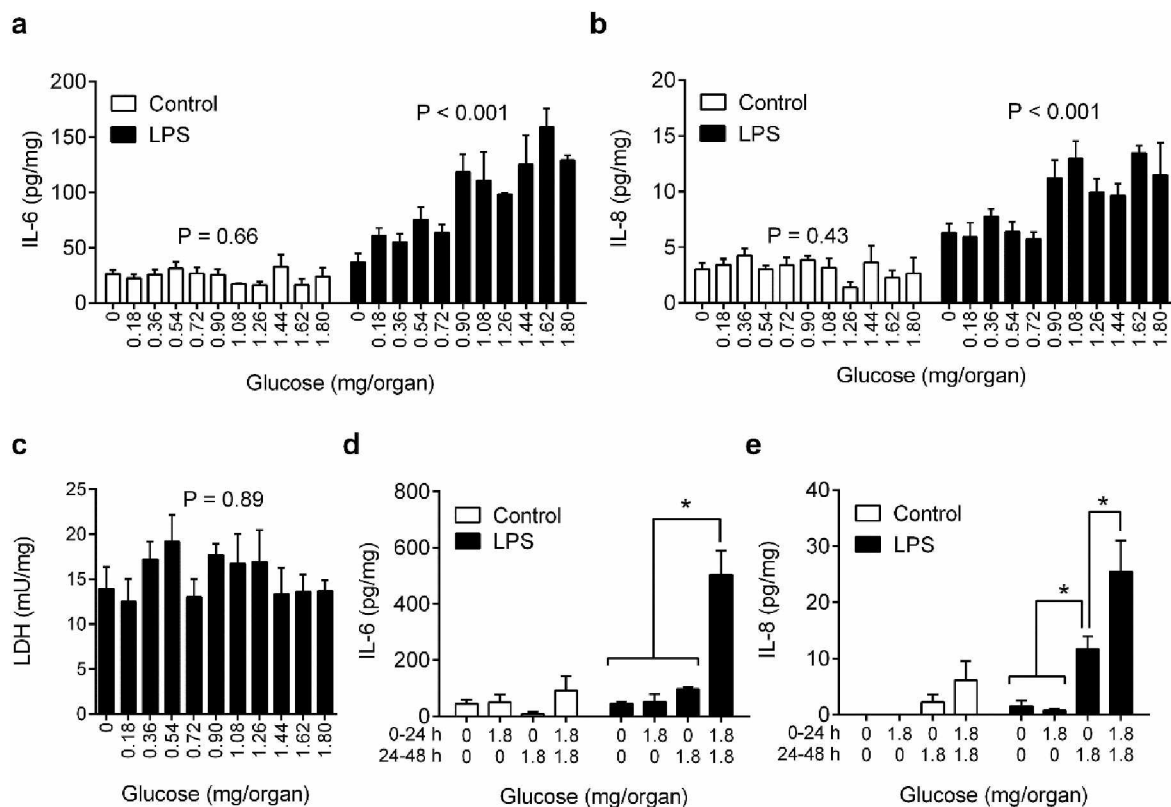 a
200
150
100
50
0
IL-6 (pg/mg)
Control
LPS
P = 0.66
P < 0.001
0 0.18 0.36 0.54 0.72 0.90 1.08 1.26 1.44 1.62 1.80 0 0.18 0.36 0.54 0.72 0.90 1.08 1.26 1.44 1.62 1.80
Glucose (mg/organ)
b
20
15
10
5
0
IL-8 (pg/mg)
Control
LPS
P = 0.43
P < 0.001
0 0.18 0.36 0.54 0.72 0.90 1.08 1.26 1.44 1.62 1.80 0 0.18 0.36 0.54 0.72 0.90 1.08 1.26 1.44 1.62 1.80
Glucose (mg/organ)
c
25
20
15
10
5
0
LDH (mU/mg)
P = 0.89
0 0.18 0.36 0.54 0.72 0.90 1.08 1.26 1.44 1.62 1.80
Glucose (mg/organ)
d
800
600
400
200
0
IL-6 (pg/mg)
Control
LPS
*
0-24 h 0 1.8 0 1.8 0 1.8 0 1.8
24-48 h 0 0 1.8 1.8 0 0 1.8 1.8
Glucose (mg/organ)
e
40
30
20
10
0
IL-8 (pg/mg)
Control
LPS
*
*
0-24 h 0 1.8 0 1.8 0 1.8 0 1.8
24-48 h 0 0 1.8 1.8 0 0 1.8 1.8
Glucose (mg/organ)